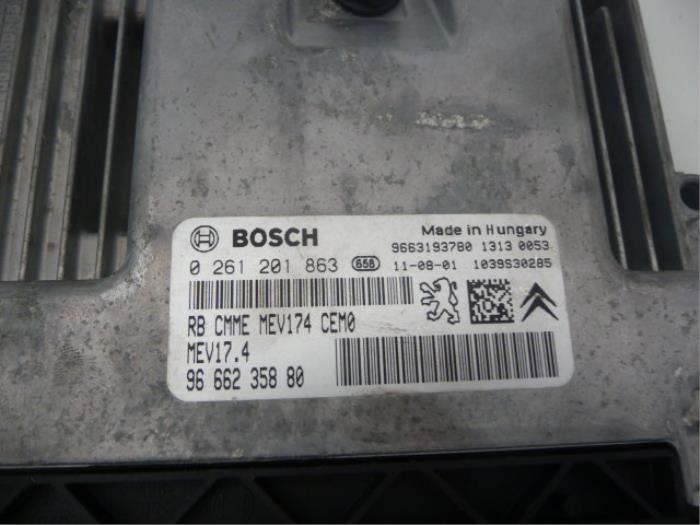 BOSCH
Made in Hungary
9663193780 1313 0053
0 261 201 863 658 11-08-01 1039S30285
RB CMME MEV174 CEM0
MEV17.4
96 662 358 80